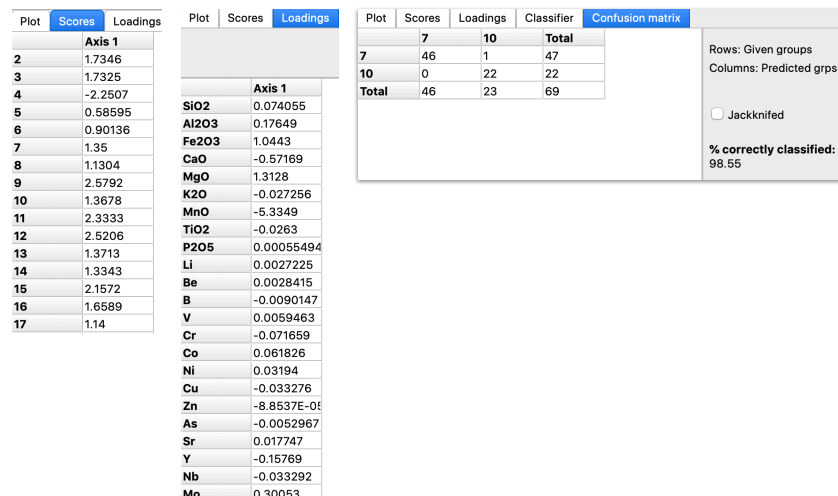 Plot Scores Loadings
Axis 1
2 1.7346
3 1.7325
4 -2.2507
5 0.58595
6 0.90136
7 1.35
8 1.1304
9 2.5792
10 1.3678
11 2.3333
12 2.5206
13 1.3713
14 1.3343
15 2.1572
16 1.6589
17 1.14
Plot Scores Loadings
Axis 1
SiO2 0.074055
Al2O3 0.17649
Fe2O3 1.0443
CaO -0.57169
MgO 1.3128
K2O -0.027256
MnO -5.3349
TiO2 -0.0263
P2O5 0.00055494
Li 0.0027225
Be 0.0028415
B -0.0090147
V 0.0059463
Cr -0.071659
Co 0.061826
Ni 0.03194
Cu -0.033276
Zn -8.8537E-05
As -0.0052967
Sr 0.017747
Y -0.15769
Nb -0.033292
Mo 0.30053
Plot Scores Loadings Classifier Confusion matrix
7 10 Total
7 46 1 47
10 0 22 22
Total 46 23 69
Rows: Given groups
Columns: Predicted grps
Jackknifed
% correctly classified:
98.55